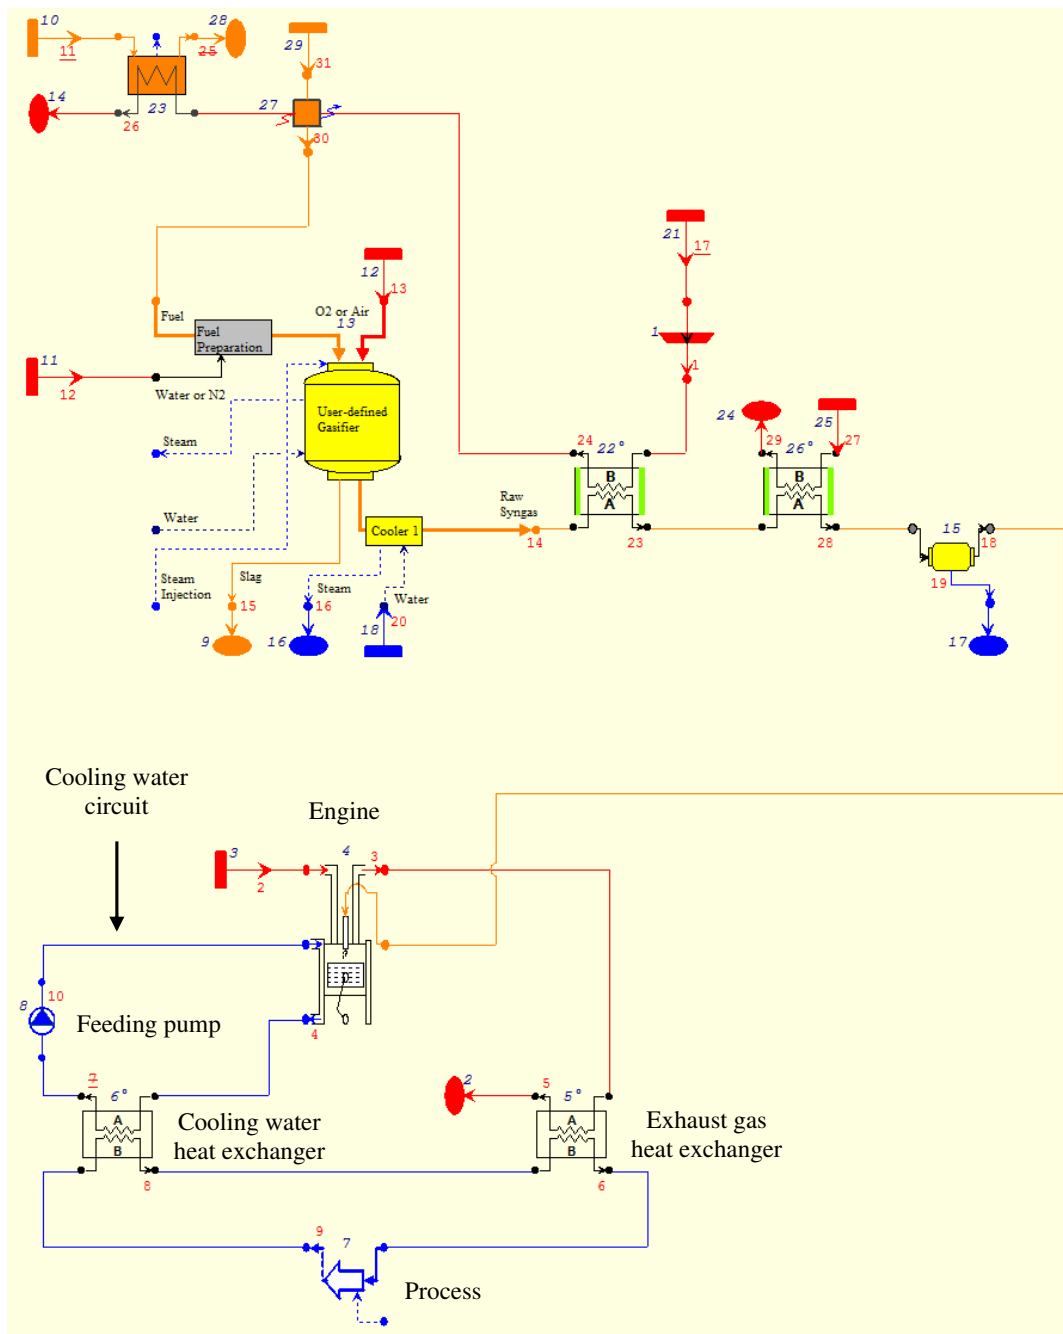 10
28
29
11
25
31
14
23
27
26
30
21
17
12
13
O2 or Air
13
Fuel
Fuel
Preparation
1
1
11
12
Water or N2
User-defined
Gasifier
24
25
Steam
24
22°
29
26°
27
B
A
B
A
Raw
Syngas
Water
Cooler 1
14
23
28
15
18
Steam
Injection
Slag
Steam
Water
19
15
16
20
9
16
18
17
Cooling water
circuit
Engine
3
4
3
2
8
10
Feeding pump
4
7
6°
2
5
5°
A
B
Cooling water
heat exchanger
A
B
Exhaust gas
heat exchanger
8
6
9
7
Process